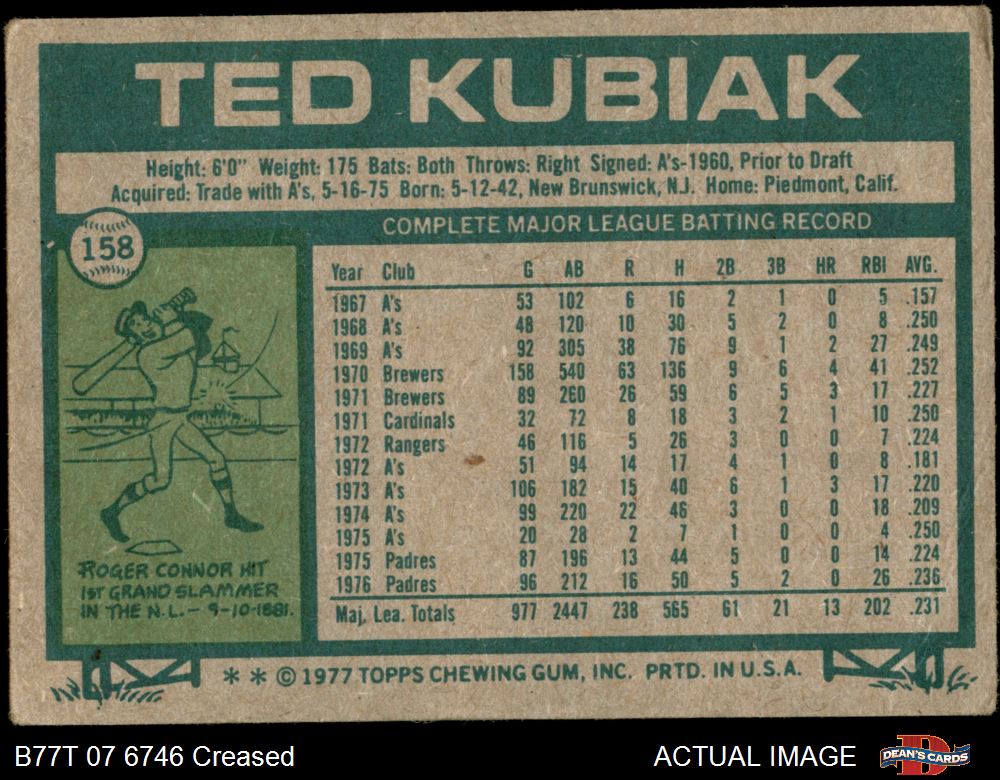 TED KUBIAK
Height: 6'0" Weight: 175 Bats: Both Throws: Right Signed: A's-1960, Prior to Draft
Acquired: Trade with A's, 5-16-75 Born: 5-12-42, New Brunswick, N.J. Home: Piedmont, Calif.
158
COMPLETE MAJOR LEAGUE BATTING RECORD
Year Club G AB R H 2B 3B HR RBI AVG.
1967 A's 53 102 6 16 2 1 0 5 .157
1968 A's 48 120 10 30 5 2 0 8 .250
1969 A's 92 305 38 76 9 1 2 27 .249
1970 Brewers 158 540 63 136 9 6 4 41 .252
1971 Brewers 89 260 26 59 6 5 3 17 .227
1971 Cardinals 32 72 8 18 3 2 1 10 .250
1972 Rangers 46 116 5 26 3 0 0 7 .224
1972 A's 51 94 14 17 4 1 0 8 .181
1973 A's 106 182 15 40 6 1 3 17 .220
1974 A's 99 220 22 46 3 0 0 18 .209
1975 A's 20 28 2 7 1 0 0 4 .250
1975 Padres 87 196 13 44 5 0 0 14 .224
1976 Padres 96 212 16 50 5 2 0 26 .236
Maj. Lea. Totals 977 2447 238 565 61 21 13 202 .231
ROGER CONNOR HIT
1ST GRAND SLAMMER
IN THE N.L.- 9-10-1881.
* * © 1977 TOPPS CHEWING GUM, INC. PRTD. IN U.S.A.
B77T 07 6746 Creased
ACTUAL IMAGE
D
DEAN'S CARDS